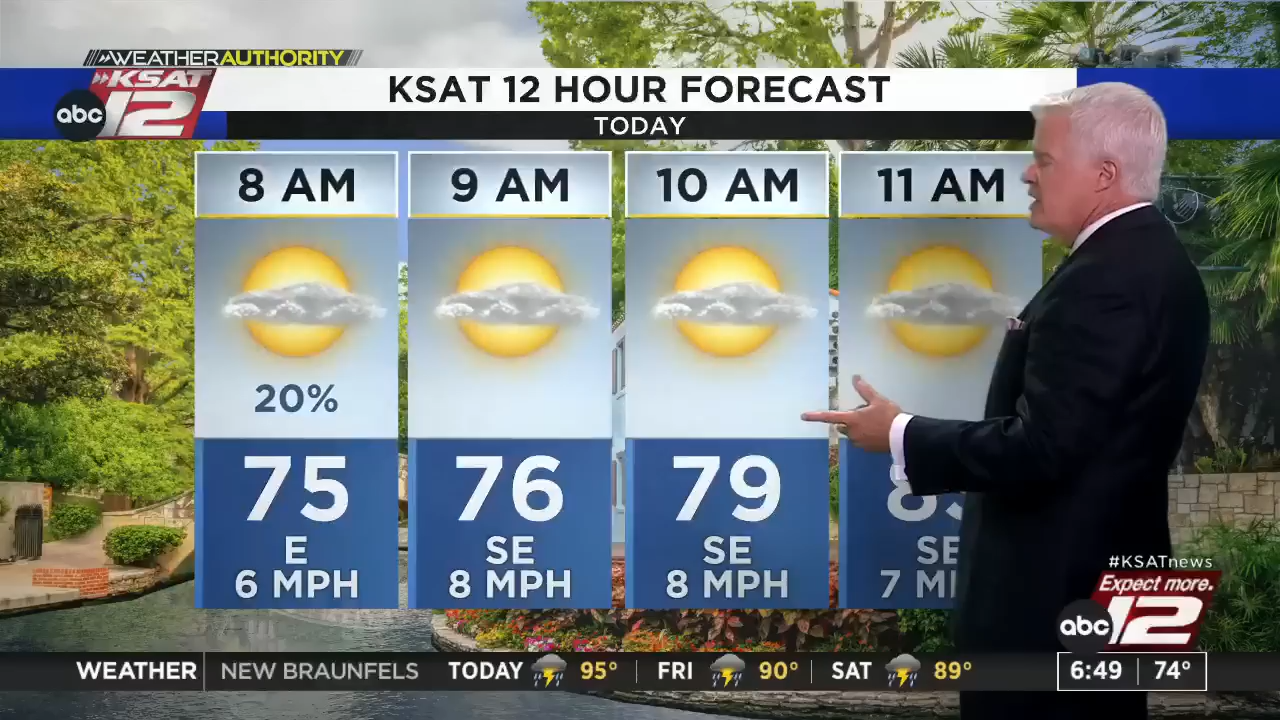 WEATHERAUTHORITY
KSAT
abc 12
KSAT 12 HOUR FORECAST
TODAY
8 AM 9 AM 10 AM 11 AM
20%
75 76 79
E SE SE SE
6 MPH 8 MPH 8 MPH 7
#KSATnews
Expect more.
abc 12
WEATHER NEW BRAUNFELS TODAY 95° FRI 90° SAT 89° 6:49 74°